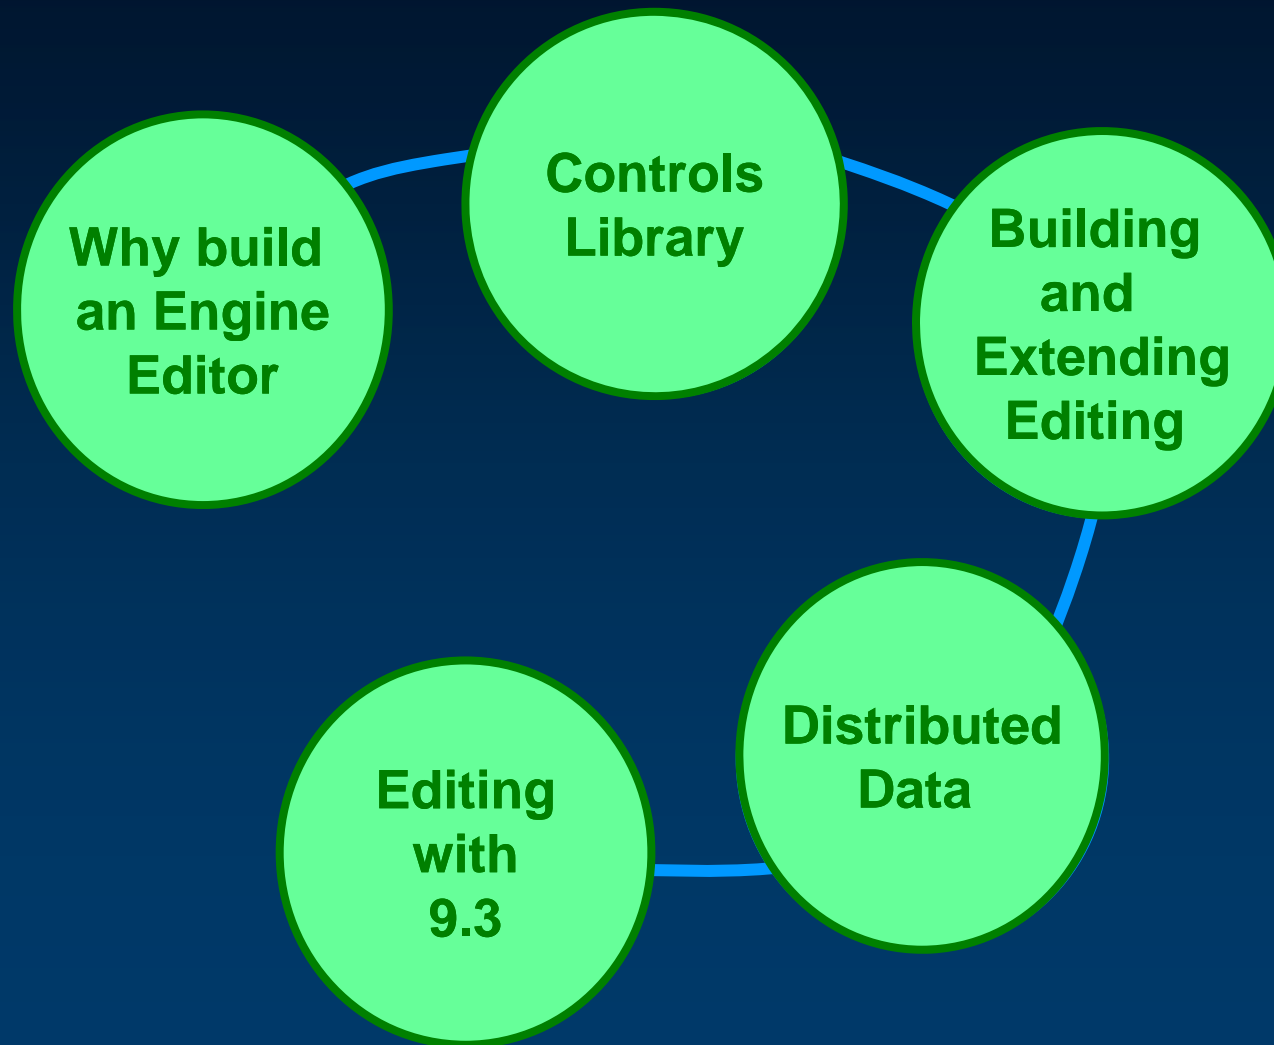 Why build
an Engine
Editor
Controls
Library
Building
and
Extending
Editing
Distributed
Data
Editing
with
9.3